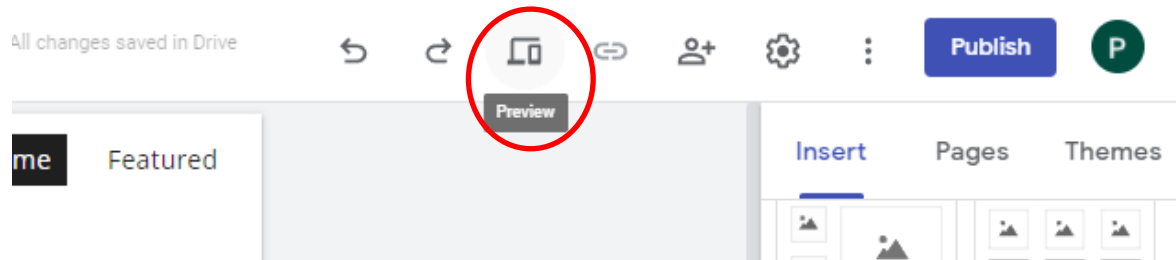 All changes saved in Drive
Publish
P
Preview
me Featured
Insert Pages Themes